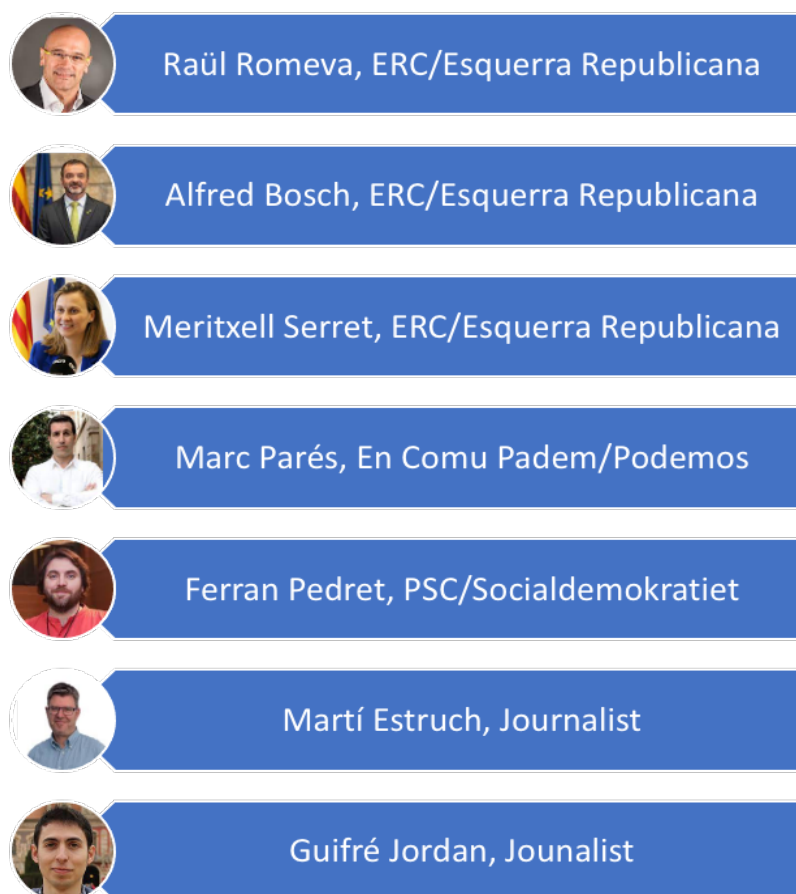 Raül Romeva, ERC/Esquerra Republicana
Alfred Bosch, ERC/Esquerra Republicana
Meritxell Serret, ERC/Esquerra Republicana
Marc Parés, En Comu Padem/Podemos
Ferran Pedret, PSC/Socialdemokratiet
Martí Estruch, Journalist
Guifré Jordan, Jounalist